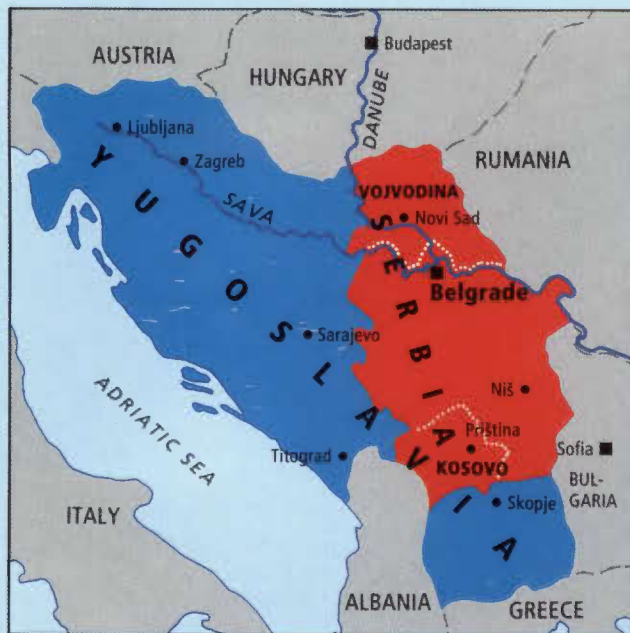 Budapest
AUSTRIA
HUNGARY
DANUBE
Ljubljana
Zagreb
RUMANIA
VOJVODINA
Novi Sad
SAVA
YUGOSLAVIA
SERBIA
Belgrade
Sarajevo
ADRIATIC SEA
Niš
Priština
KOSOVO
Titograd
Sofia
BUL-
GARIA
Skopje
ITALY
ALBANIA
GREECE